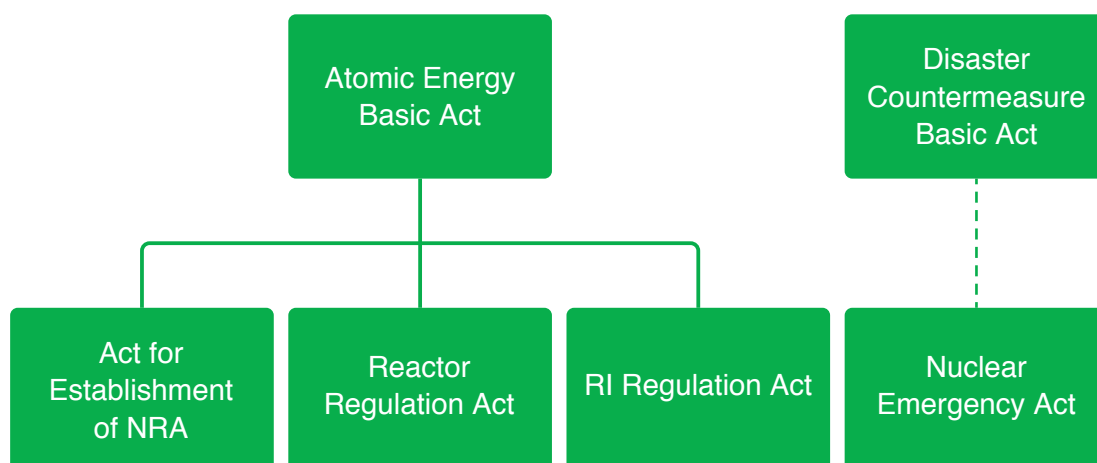 Atomic Energy
Basic Act
Disaster
Countermeasure
Basic Act
Act for
Establishment
of NRA
Reactor
Regulation Act
RI Regulation Act
Nuclear
Emergency Act